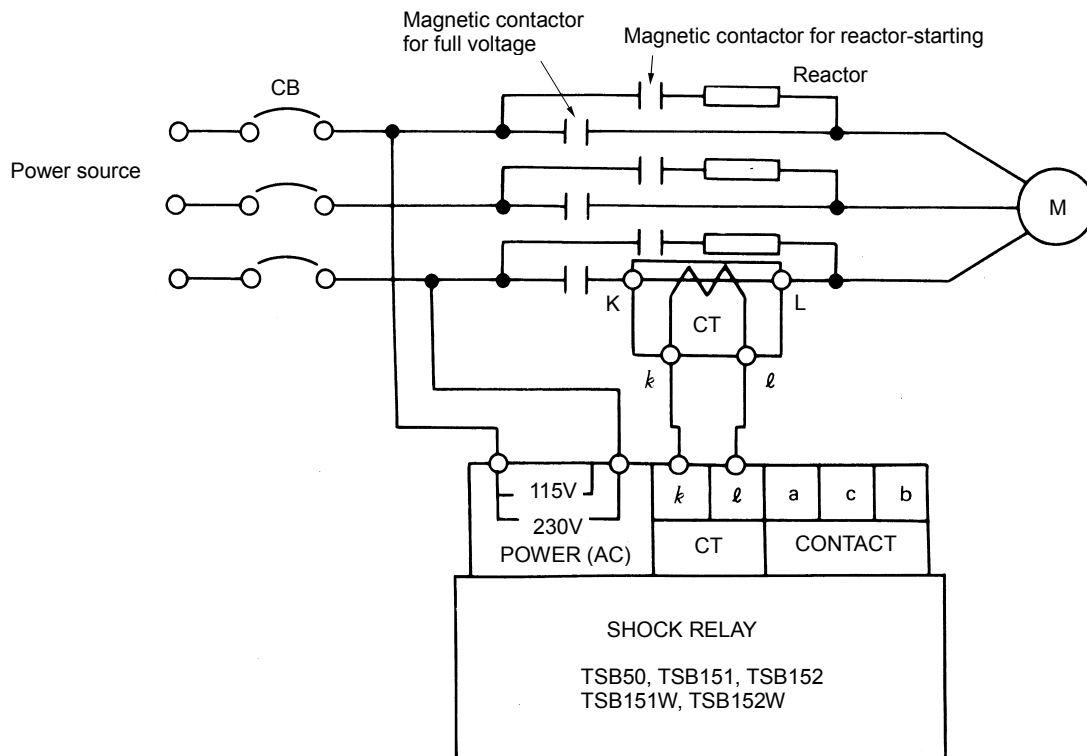 Magnetic contactor
for full voltage
Magnetic contactor for reactor-starting
Reactor
CB
Power source
M
K
L
CT
k
ℓ
115V
230V
POWER (AC)
k
ℓ
a
c
b
CT
CONTACT
SHOCK RELAY
TSB50, TSB151, TSB152
TSB151W, TSB152W